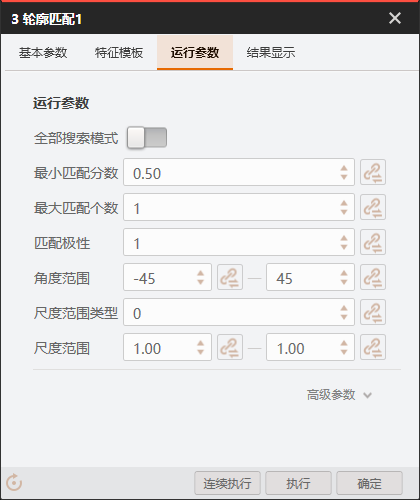 3 轮廓匹配1
基本参数 特征模板 运行参数 结果显示
运行参数
全部搜索模式
最小匹配分数 0.50
最大匹配个数 1
匹配极性 1
角度范围 -45 — 45
尺度范围类型 0
尺度范围 1.00 — 1.00
高级参数
连续执行 执行 确定